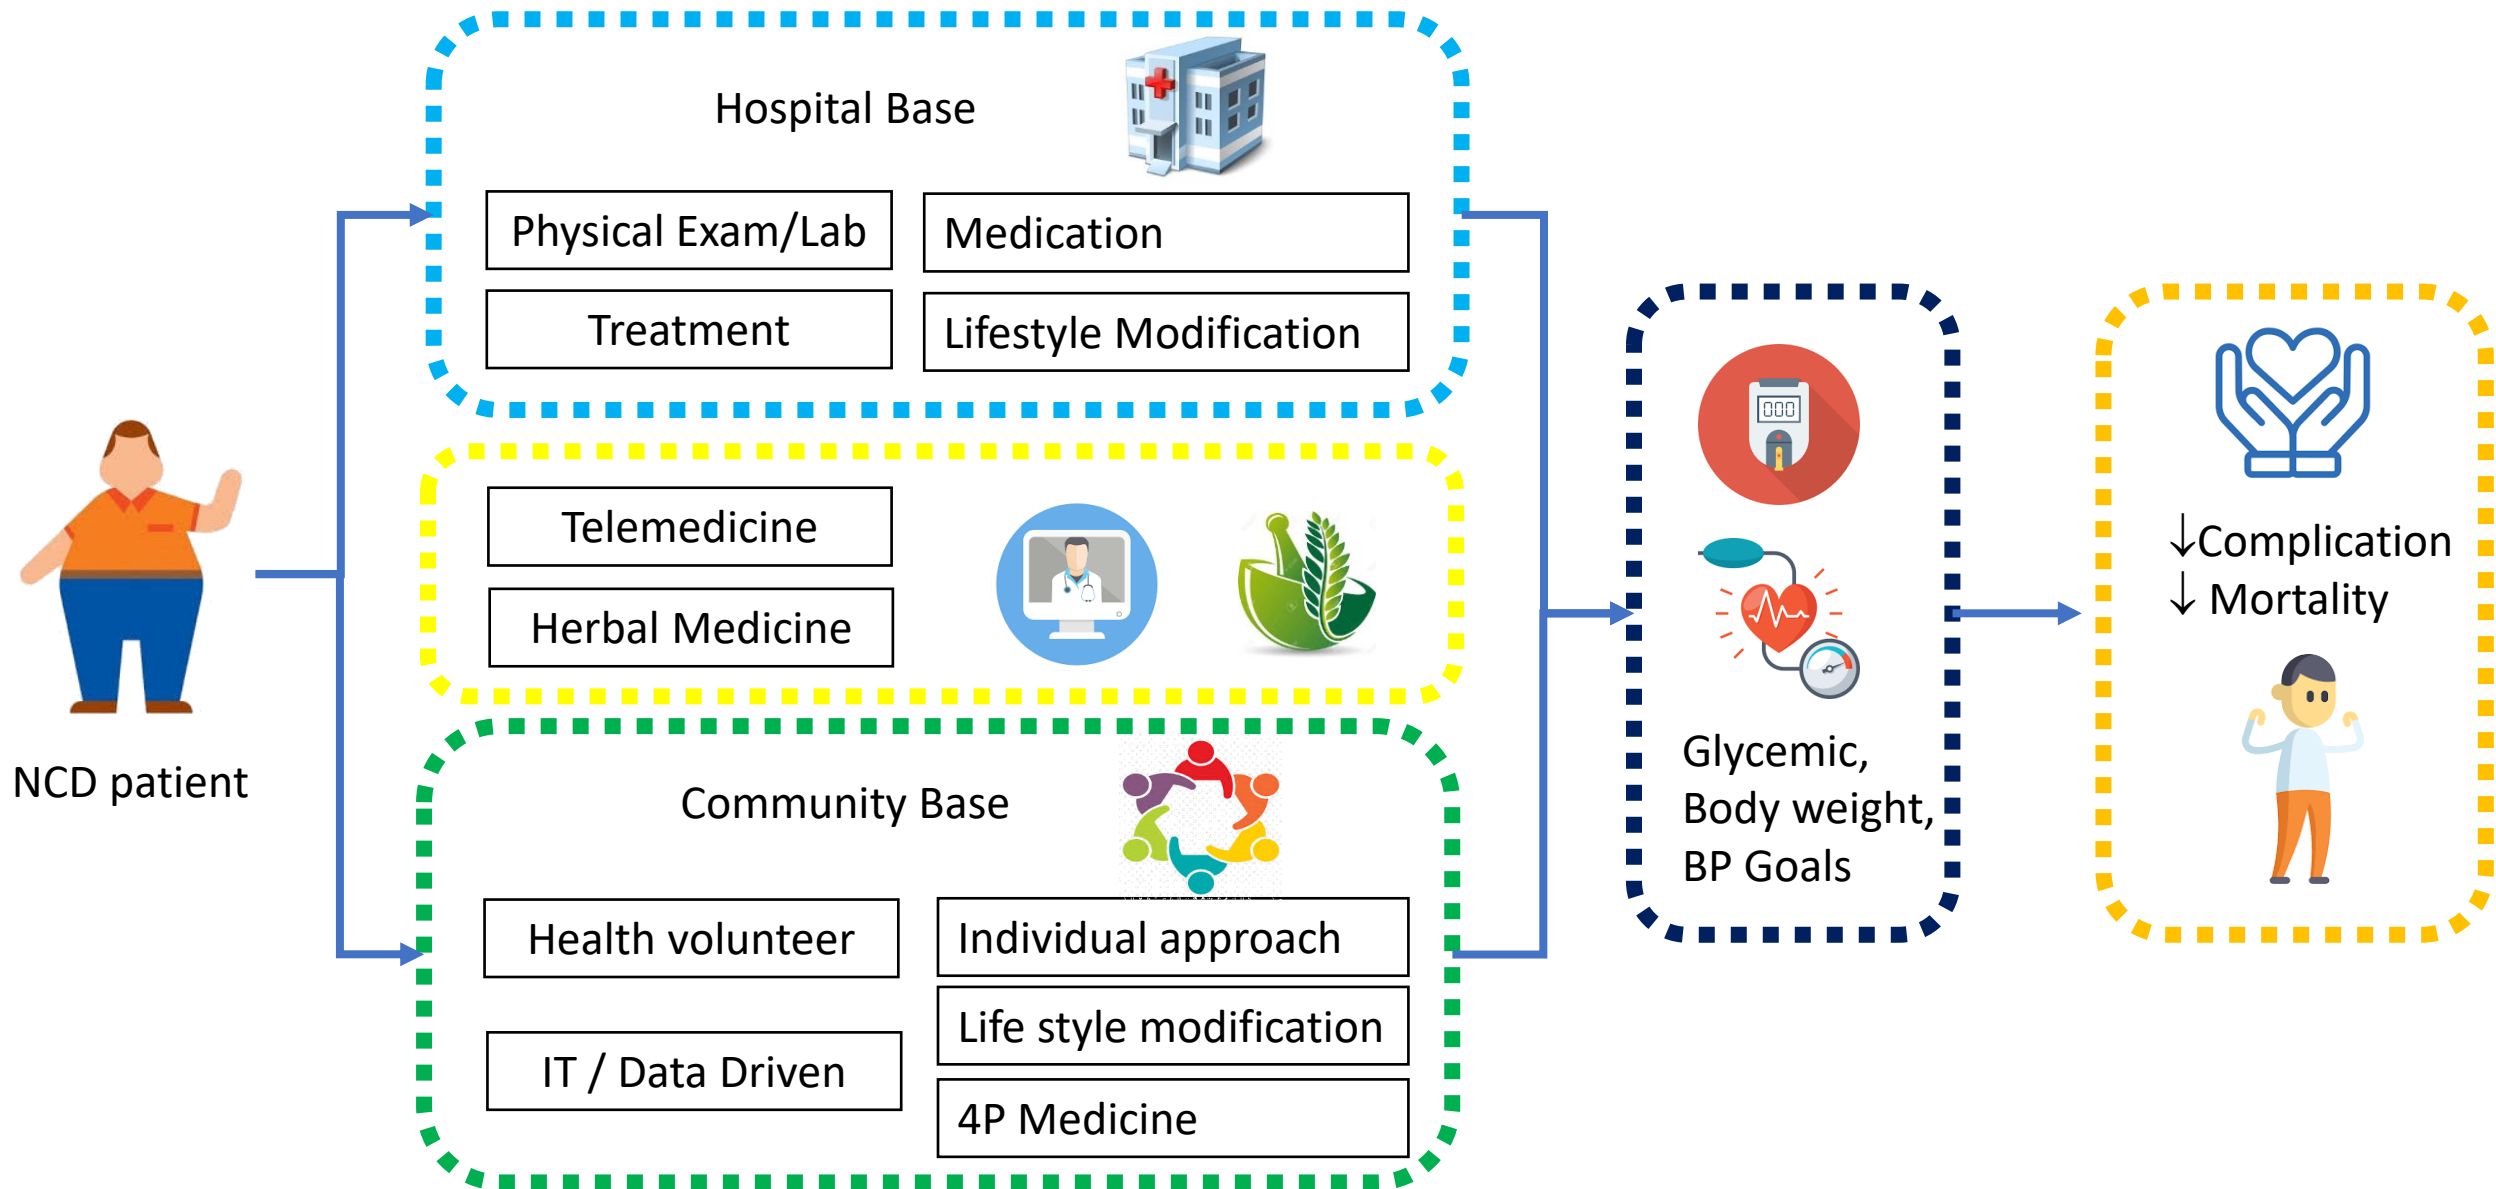 Hospital Base
Physical Exam/Lab
Medication
Treatment
Lifestyle Modification
NCD patient
Telemedicine
Herbal Medicine
Community Base
Health volunteer
Individual approach
Life style modification
IT / Data Driven
4P Medicine
000
Glycemic,
Body weight,
BP Goals
↓Complication
↓ Mortality